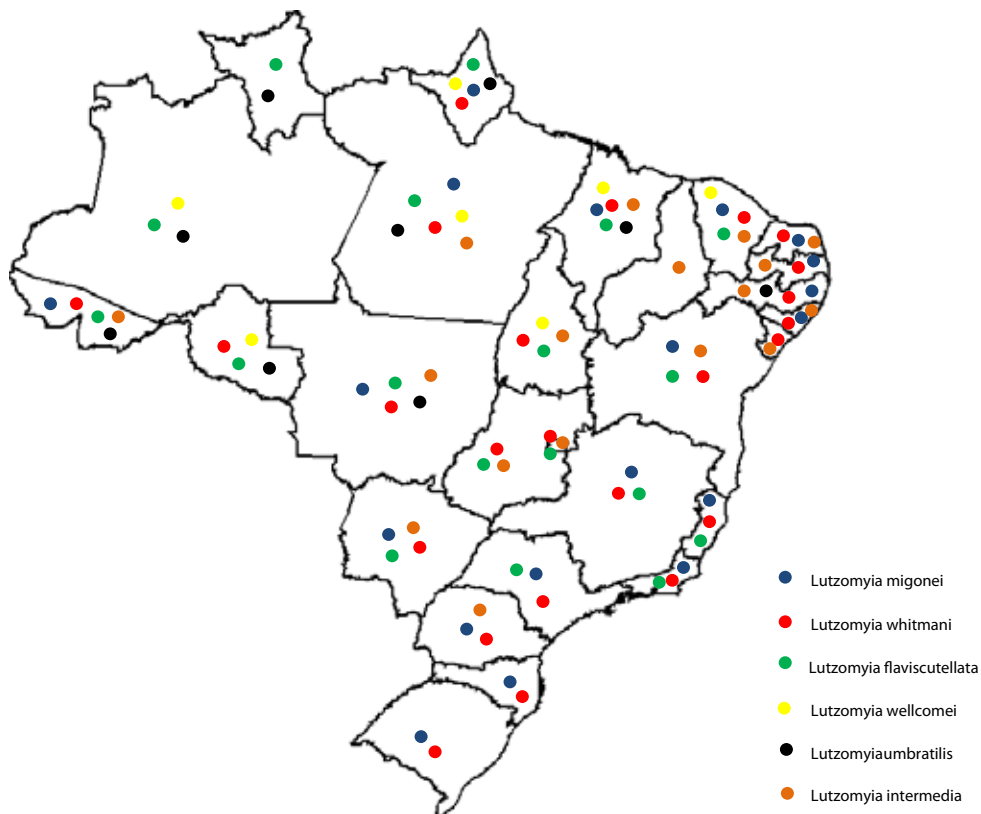 Lutzomyia migonei
Lutzomyia whitmani
Lutzomyia flaviscutellata
Lutzomyia wellcomei
Lutzomyiaumbratilis
Lutzomyia intermedia